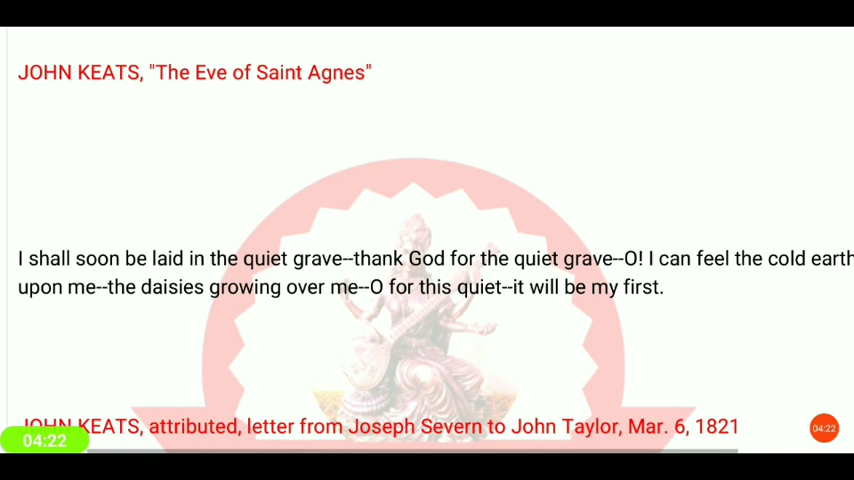 JOHN KEATS, "The Eve of Saint Agnes"
I shall soon be laid in the quiet grave--thank God for the quiet grave--O! I can feel the cold earth
upon me--the daisies growing over me--O for this quiet--it will be my first.
JOHN KEATS, attributed, letter from Joseph Severn to John Taylor, Mar. 6, 1821
04:22
04:22